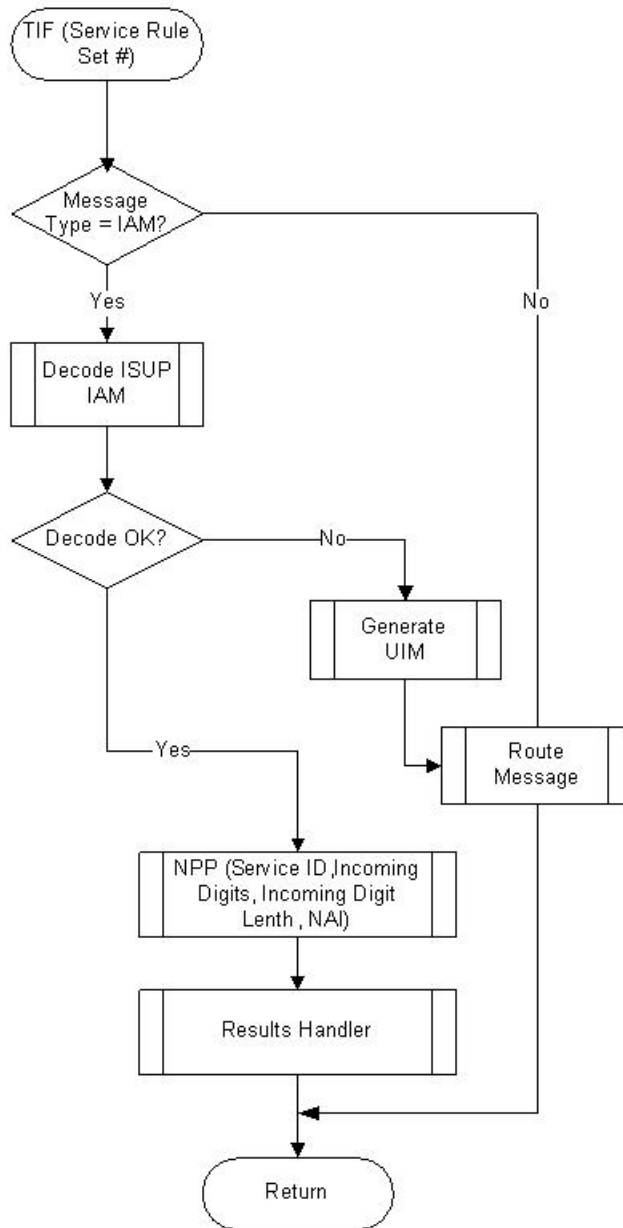 TIF (Service Rule
Set #)
Message
Type = IAM?
No
Yes
Decode ISUP
IAM
Decode OK?
No
Generate
UIM
Route
Message
Yes
NPP (Service ID,Incoming
Digits, Incoming Digit
Lenth , NAI)
Results Handler
Return